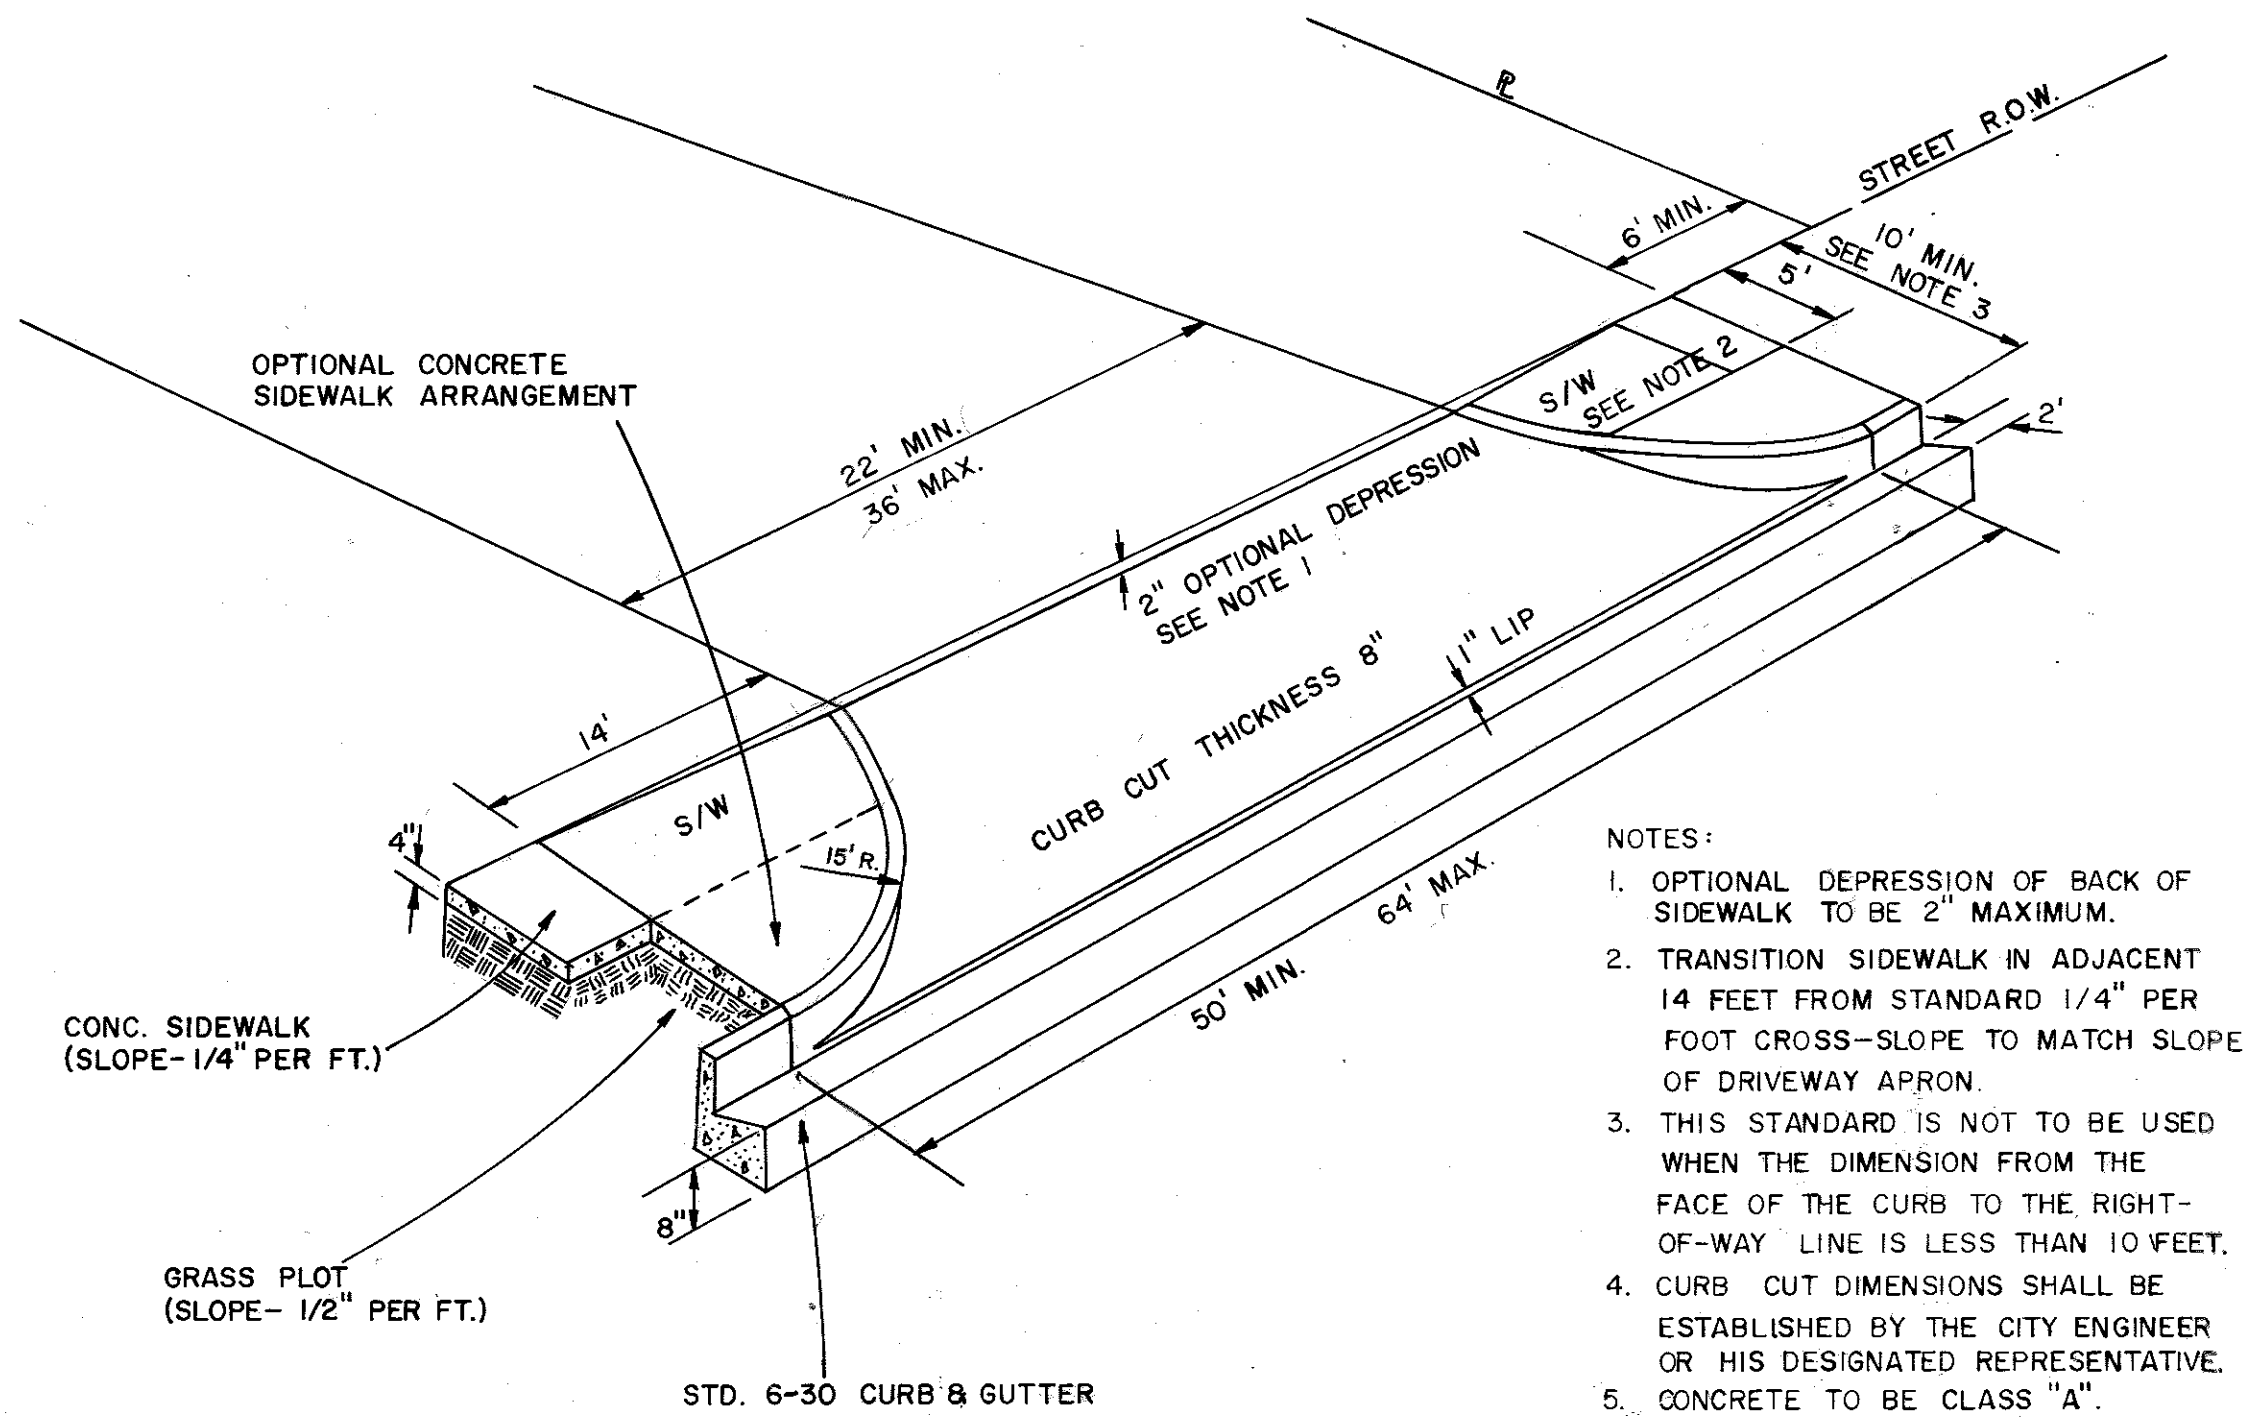 ℄
STREET R.O.W.
6' MIN.
10' MIN.
SEE NOTE 3
5'
OPTIONAL CONCRETE
SIDEWALK ARRANGEMENT
S/W
SEE NOTE 2
2'
22' MIN.
36' MAX.
2" OPTIONAL DEPRESSION
SEE NOTE 1
1" LIP
14'
CURB CUT THICKNESS 8"
S/W
4"
15' R.
64' MAX.
50' MIN.
CONC. SIDEWALK
(SLOPE-1/4" PER FT.)
8"
GRASS PLOT
(SLOPE- 1/2" PER FT.)
STD. 6-30 CURB & GUTTER
NOTES:
1. OPTIONAL DEPRESSION OF BACK OF
SIDEWALK TO BE 2" MAXIMUM.
2. TRANSITION SIDEWALK IN ADJACENT
14 FEET FROM STANDARD 1/4" PER
FOOT CROSS-SLOPE TO MATCH SLOPE
OF DRIVEWAY APRON.
3. THIS STANDARD IS NOT TO BE USED
WHEN THE DIMENSION FROM THE
FACE OF THE CURB TO THE RIGHT-
OF-WAY LINE IS LESS THAN 10 FEET.
4. CURB CUT DIMENSIONS SHALL BE
ESTABLISHED BY THE CITY ENGINEER
OR HIS DESIGNATED REPRESENTATIVE.
5. CONCRETE TO BE CLASS "A".